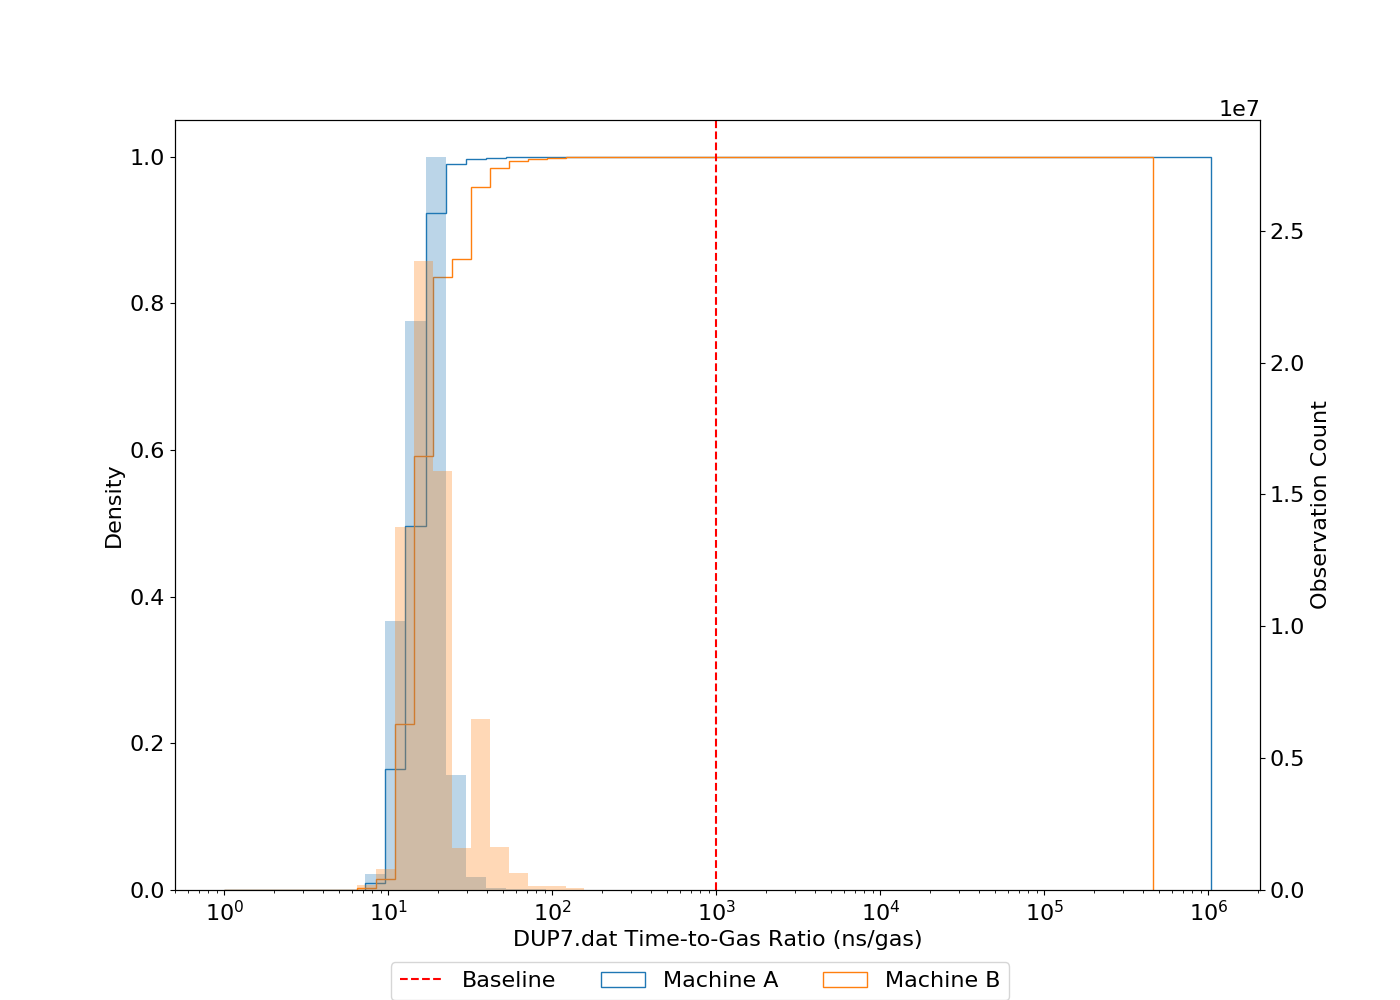 1e7
1.0
0.8
0.6
0.4
0.2
0.0
Density
2.5
2.0
1.5
1.0
0.5
0.0
Observation Count
10⁰ 10¹ 10² 10³ 10⁴ 10⁵ 10⁶
DUP7.dat Time-to-Gas Ratio (ns/gas)
Baseline Machine A Machine B